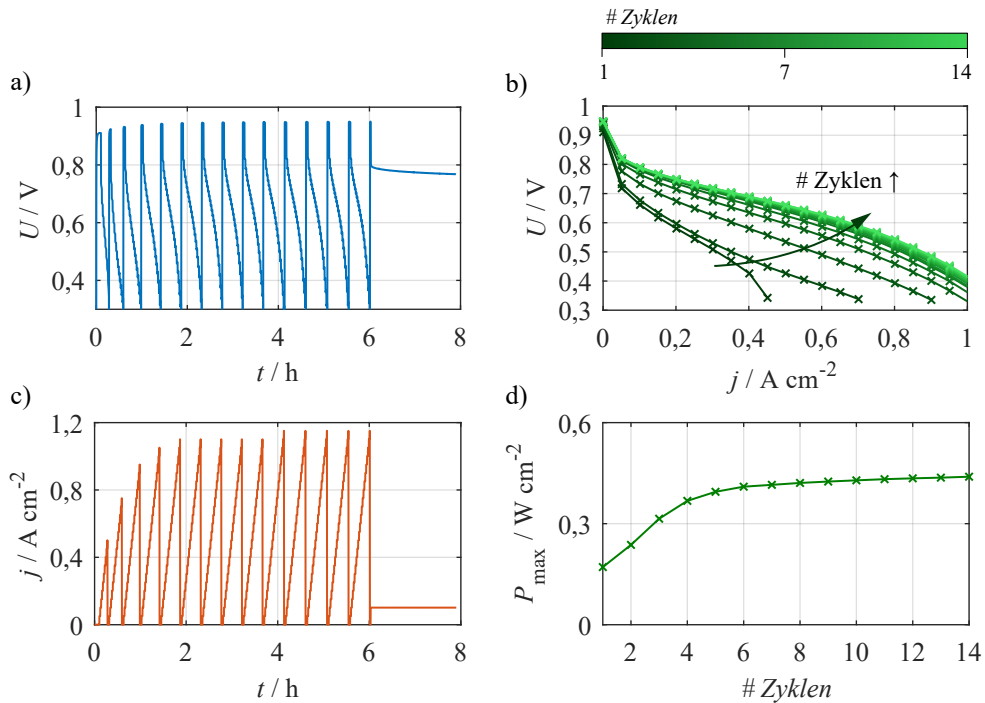 # Zyklen
1 7 14
a)
1
0.8
0.6
0.4
U / V
0 2 4 6 8
t / h
b)
1
0,9
0,8
0,7
0,6
0,5
0,4
0,3
U / V
# Zyklen ↑
0 0,2 0,4 0,6 0,8 1
j / A cm-2
c)
1,2
0.8
0.4
0
j / A cm-2
0 2 4 6 8
t / h
d)
0,6
0.3
0
Pmax / W cm-2
2 4 6 8 10 12 14
# Zyklen